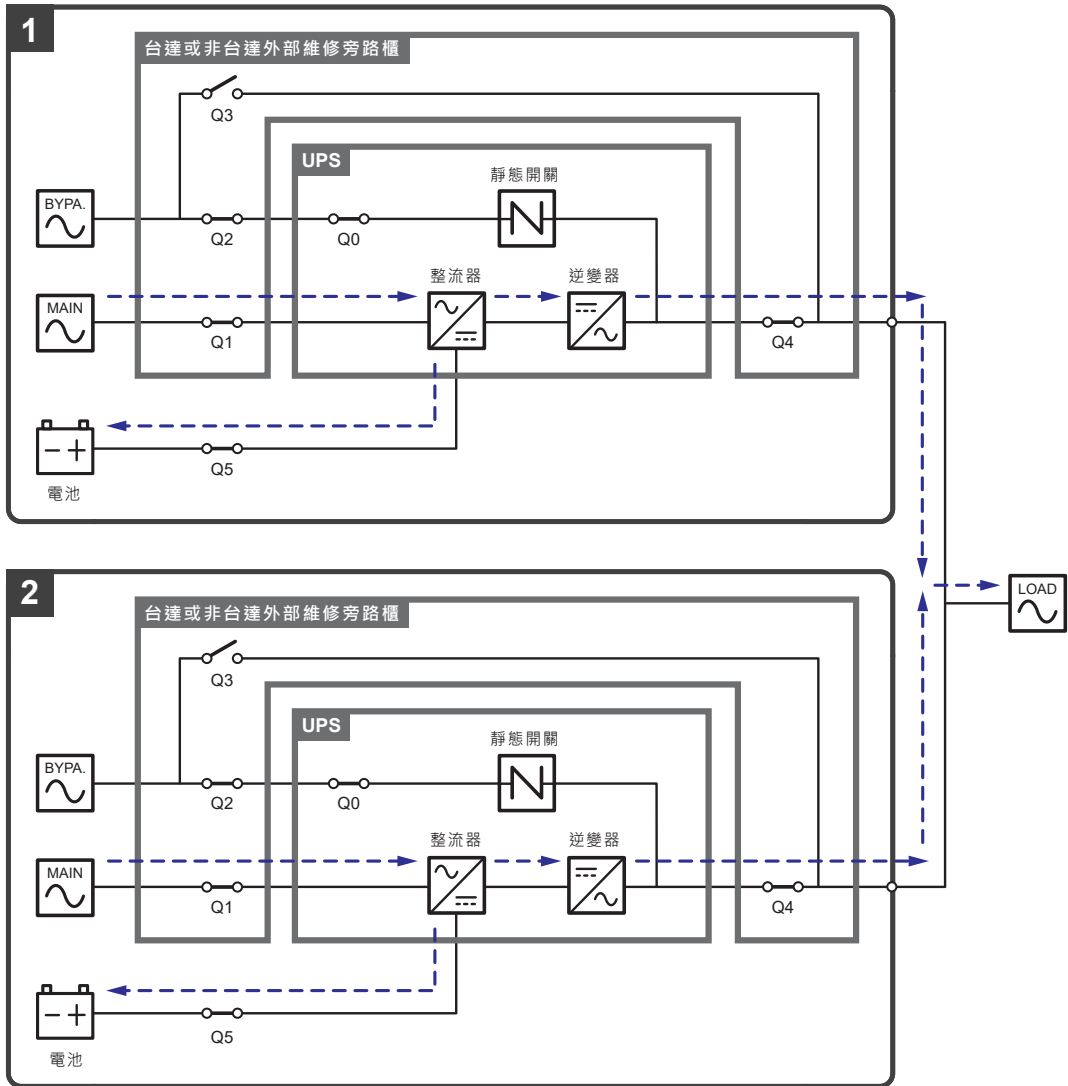 1
台達或非台達外部維修旁路櫃
Q3
UPS
靜態開關
BYPA.
Q2
Q0
整流器
逆變器
MAIN
Q1
Q4
Q5
電池
2
台達或非台達外部維修旁路櫃
LOAD
Q3
UPS
靜態開關
BYPA.
Q2
Q0
整流器
逆變器
MAIN
Q1
Q4
Q5
電池